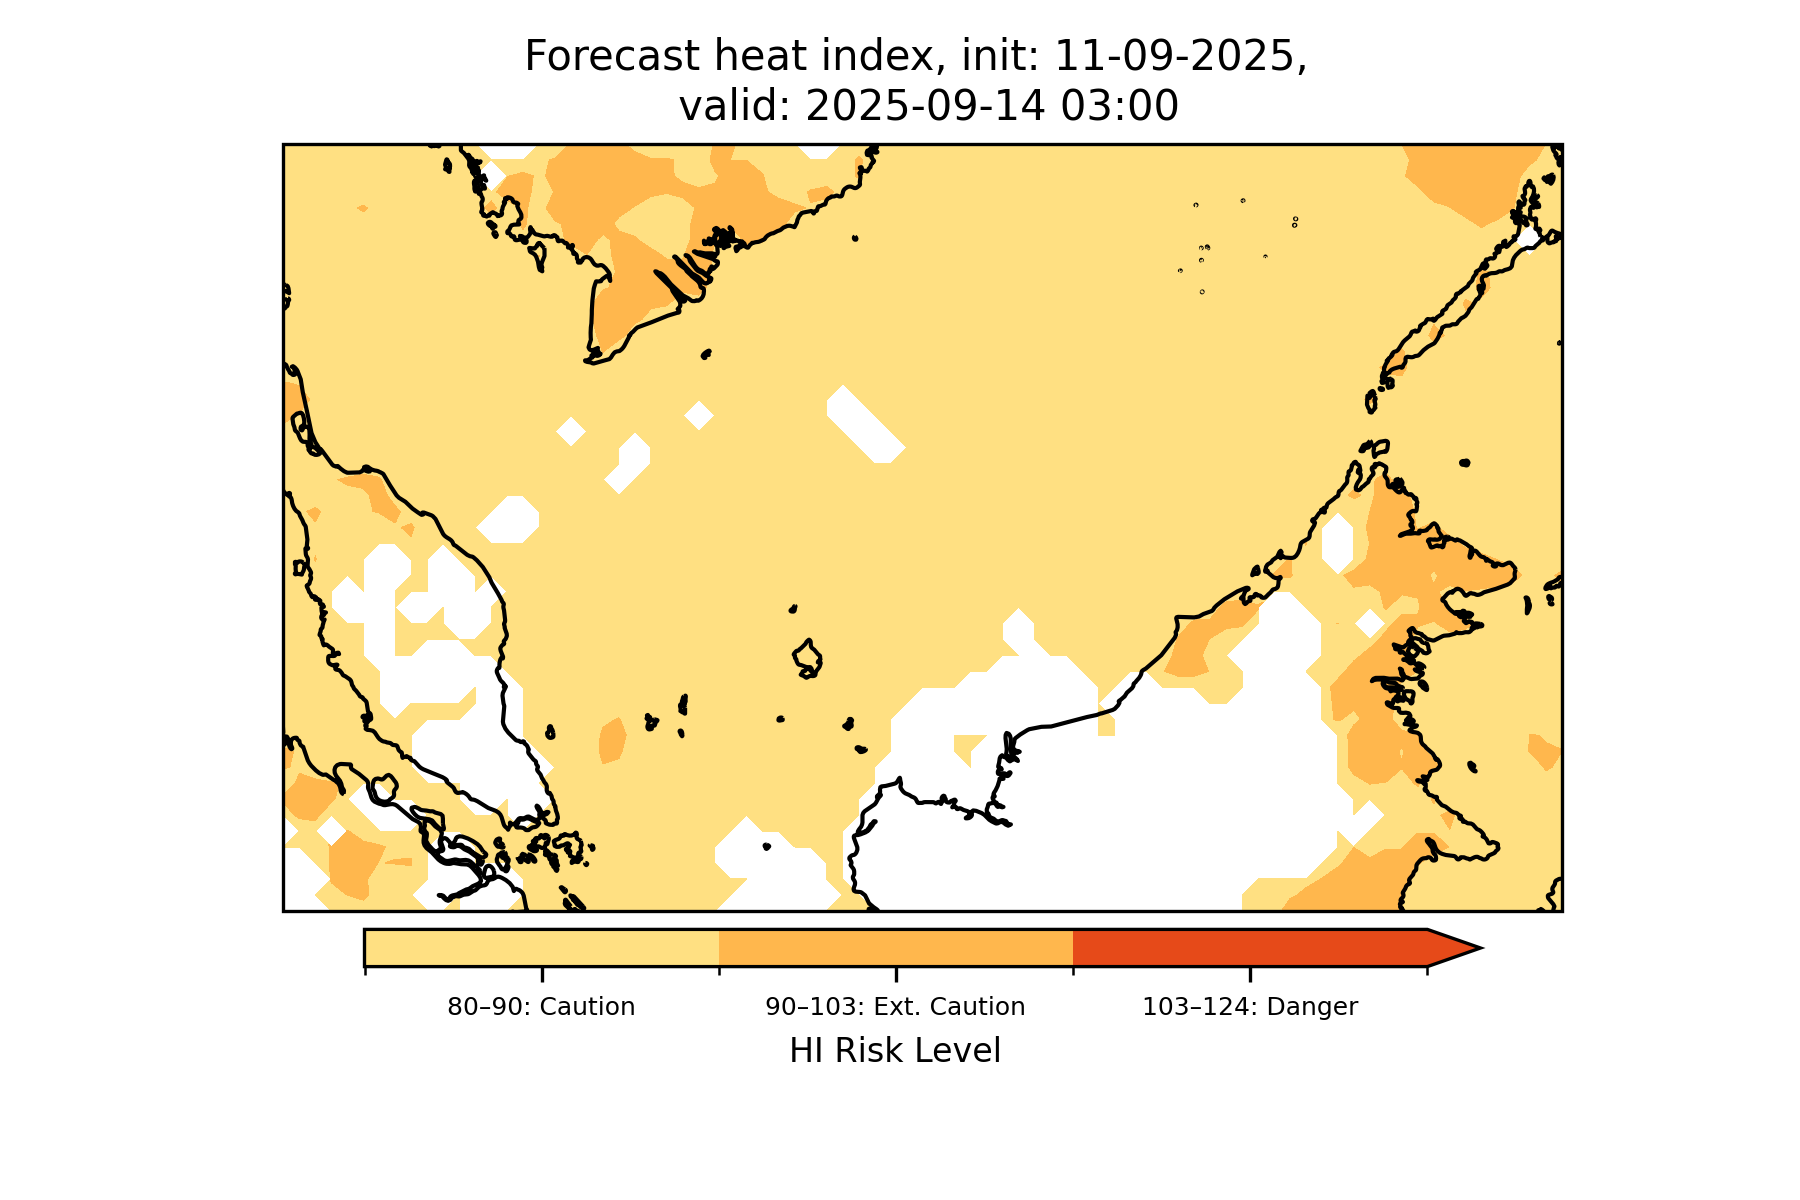 Forecast heat index, init: 11-09-2025,
valid: 2025-09-14 03:00
80–90: Caution
90–103: Ext. Caution
103–124: Danger
HI Risk Level